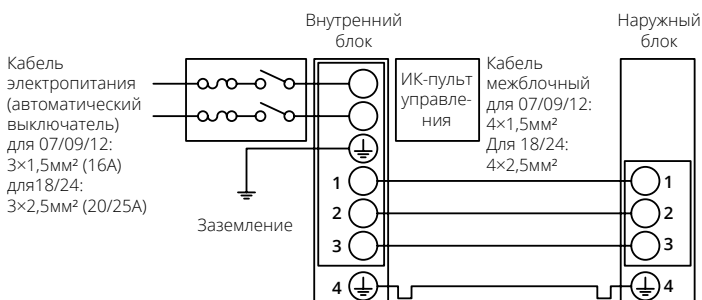 Внутренний
блок
Наружный
блок
Кабель
электропитания
(автоматический
выключатель)
для 07/09/12:
3×1,5мм² (16А)
для18/24:
3×2,5мм² (20/25А)
Заземление
ИК-пульт
управле-
ния
Кабель
межблочный
для 07/09/12:
4×1,5мм²
Для 18/24:
4×2,5мм²
1
2
3
4
1
2
3
4